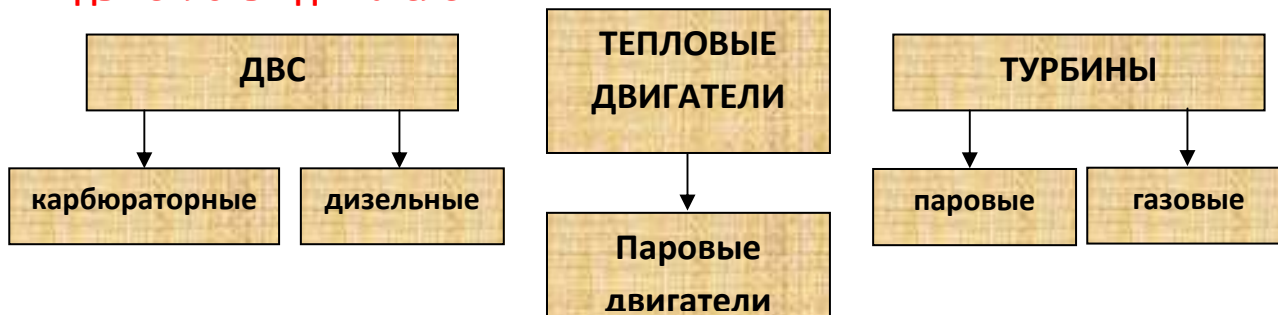 ДВС
ТЕПЛОВЫЕ
ДВИГАТЕЛИ
ТУРБИНЫ
карбюраторные
дизельные
паровые
газовые
Паровые
двигатели